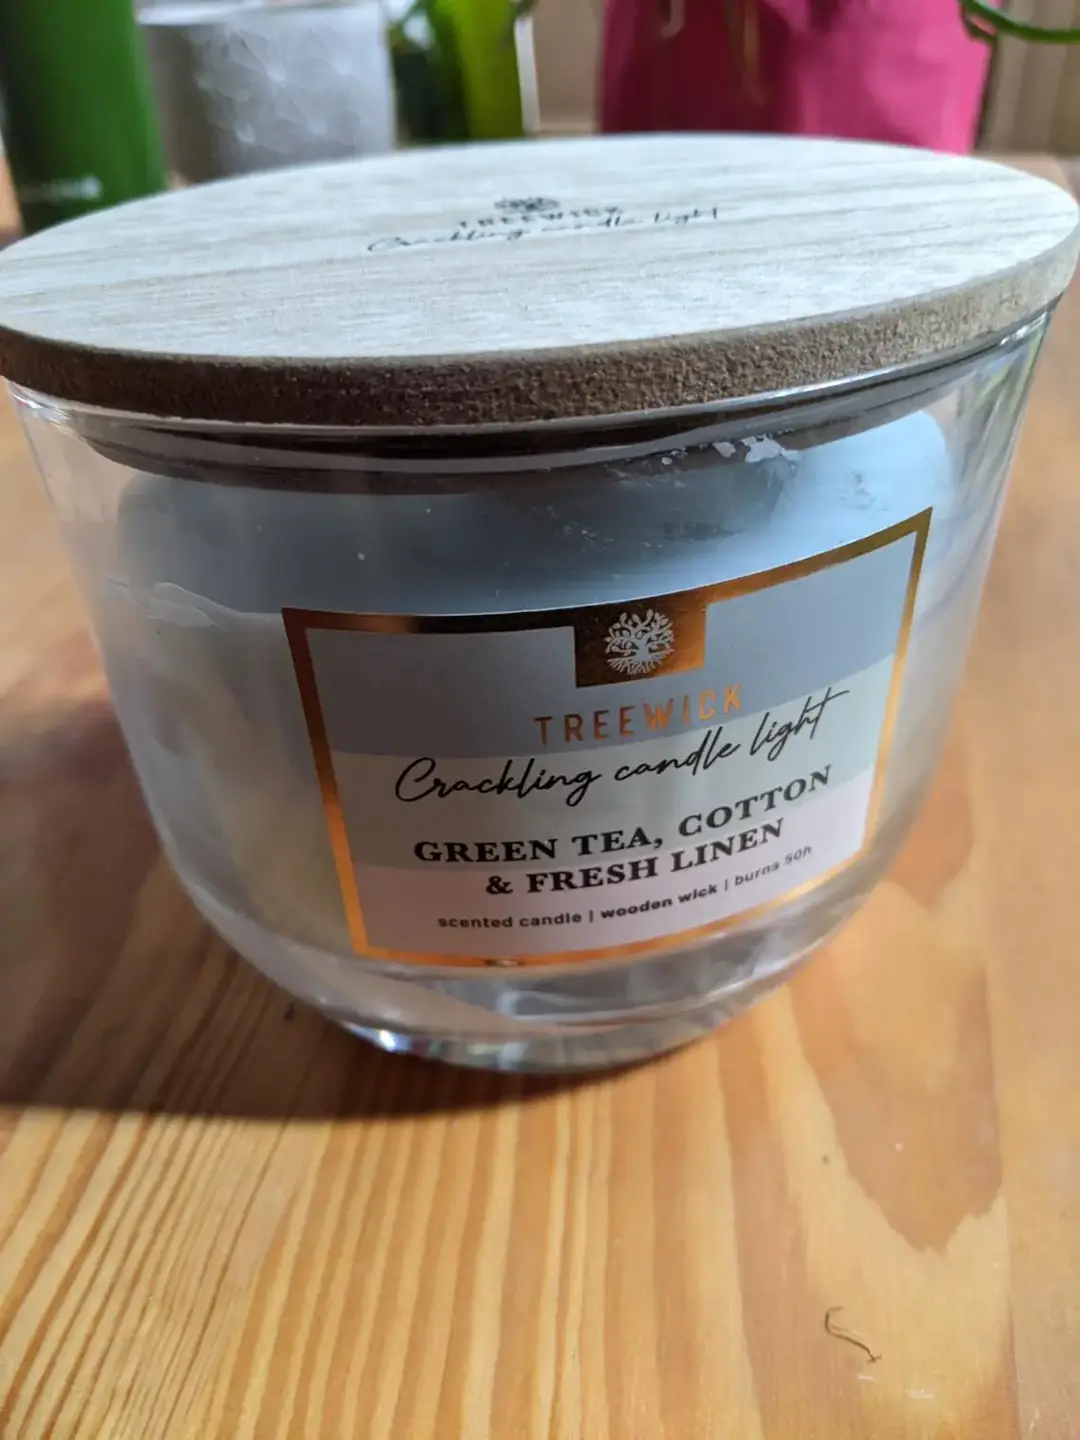 TREEWICK
Crackling candle light
TREEWICK
Crackling candle light
GREEN TEA, COTTON
& FRESH LINEN
scented candle | wooden wick | burns 50h